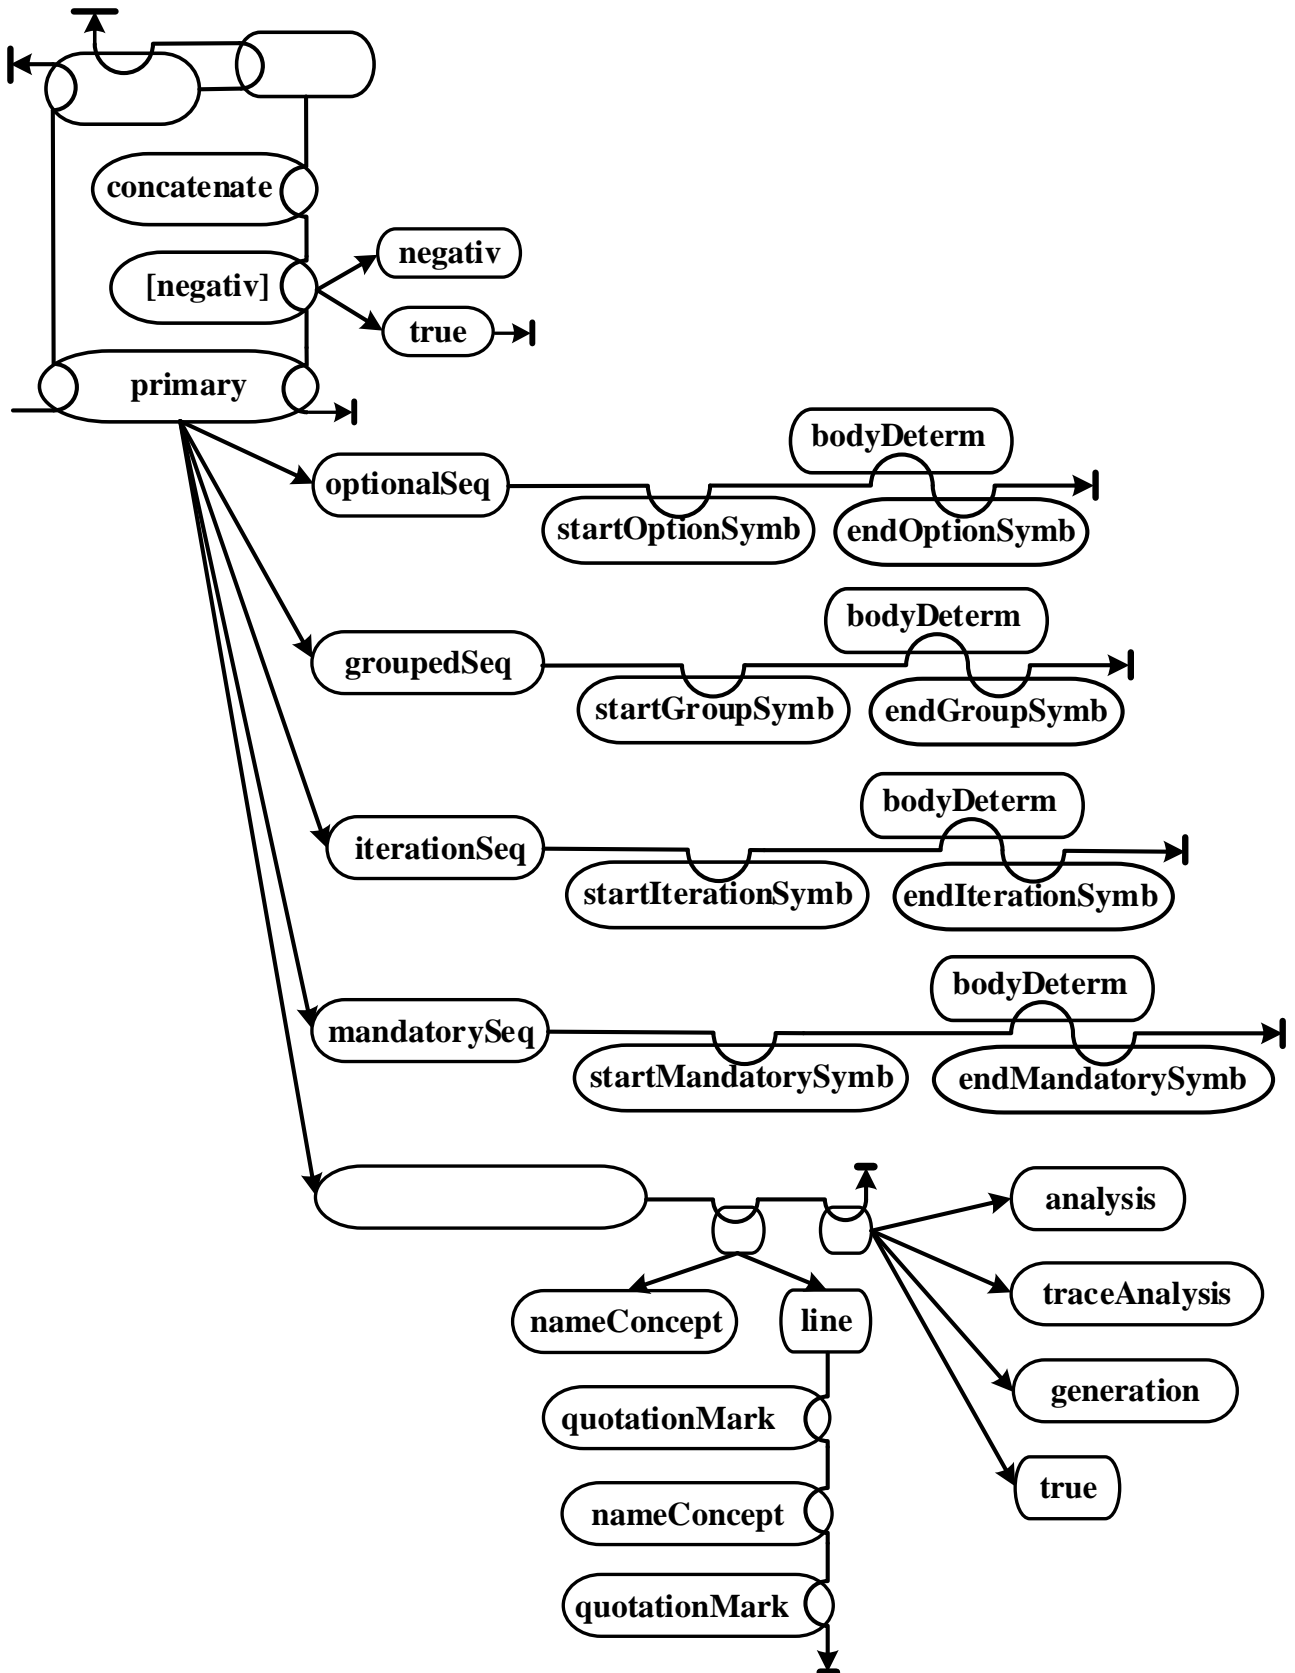 concatenate
negativ
[negativ]
true
primary
bodyDeterm
optionalSeq
startOptionSymb
endOptionSymb
bodyDeterm
groupedSeq
startGroupSymb
endGroupSymb
bodyDeterm
iterationSeq
startIterationSymb
endIterationSymb
bodyDeterm
mandatorySeq
startMandatorySymb
endMandatorySymb
analysis
traceAnalysis
nameConcept
line
generation
quotationMark
true
nameConcept
quotationMark